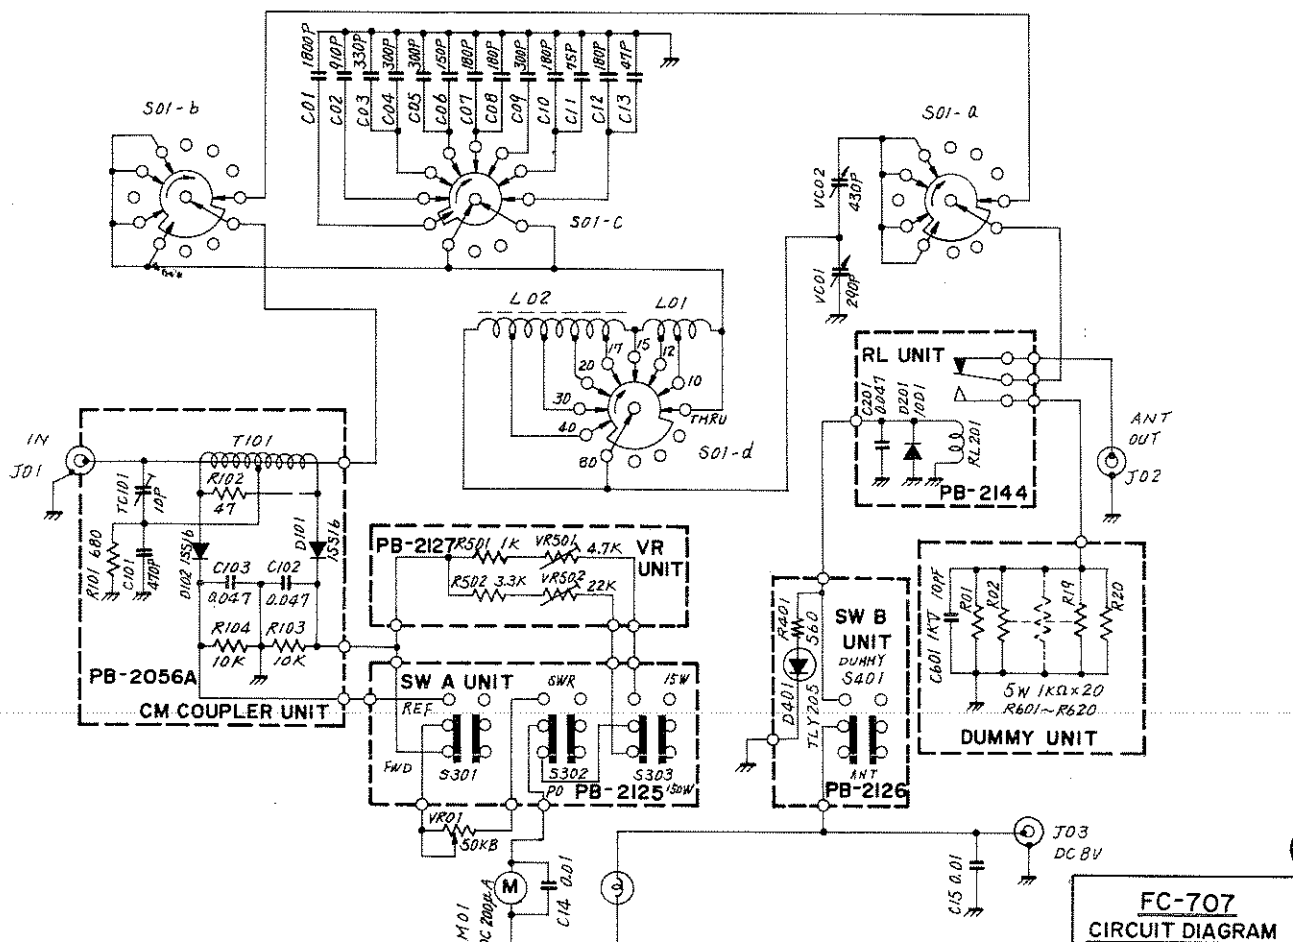 1800P
910P
330P
300P
300P
150P
180P
180P
300P
180P
75P
180P
47P
C01
C02
C03
C04
C05
C06
C07
C08
C09
C10
C11
C12
C13
S01-b
S01-C
S01-a
VC02
430P
VC01
290P
L02
L01
17
15
12
20
10
30
40
80
THRU
S01-d
RL UNIT
C201
0.047
D201
10D1
RL201
PB-2144
ANT
OUT
J02
IN
J01
T101
R102
47
TC101
10P
R101 680
C101
470P
D102 1SS16
D101
1SS16
C103
0.047
C102
0.047
R104
10K
R103
10K
PB-2056A
CM COUPLER UNIT
PB-2127
R501 1K
VR501
4.7K
VR
UNIT
R502 3.3K
VR502
22K
SW A UNIT
REF
SWR
15W
FWD
S301
S302
S303
PO
PB-2125
150W
VR01
50KB
M
M01
DC 200μA
C14 0.01
R401
560
SW B
UNIT
DUMMY
S401
D401
TLY205
ANT
PB-2126
C601 1KV 10PF
R01
R02
R19
R20
5W 1KΩ×20
R601~R620
DUMMY UNIT
C15 0.01
J03
DC 8V
FC-707
CIRCUIT DIAGRAM